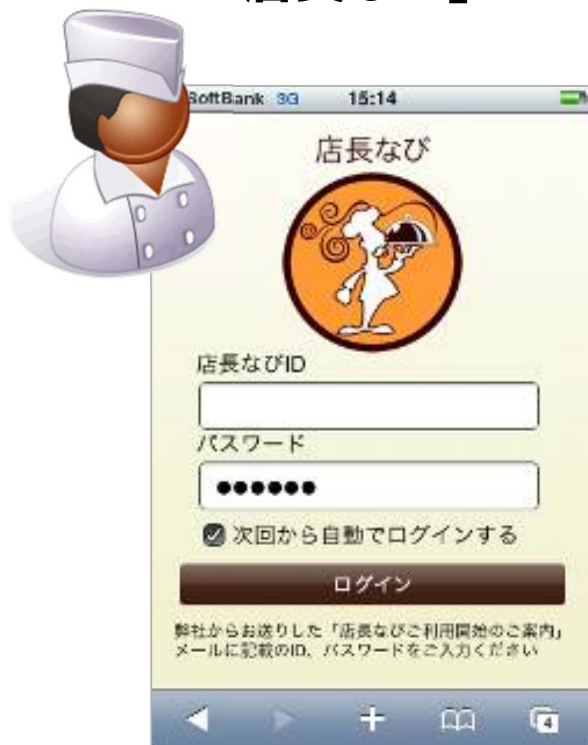 SoftBank 3G 15:14
店長なび
店長なびID
パスワード
●●●●●●
次回から自動でログインする
ログイン
弊社からお送りした「店長なびご利用開始のご案内」
メールに記載のID、パスワードをご入力ください
4